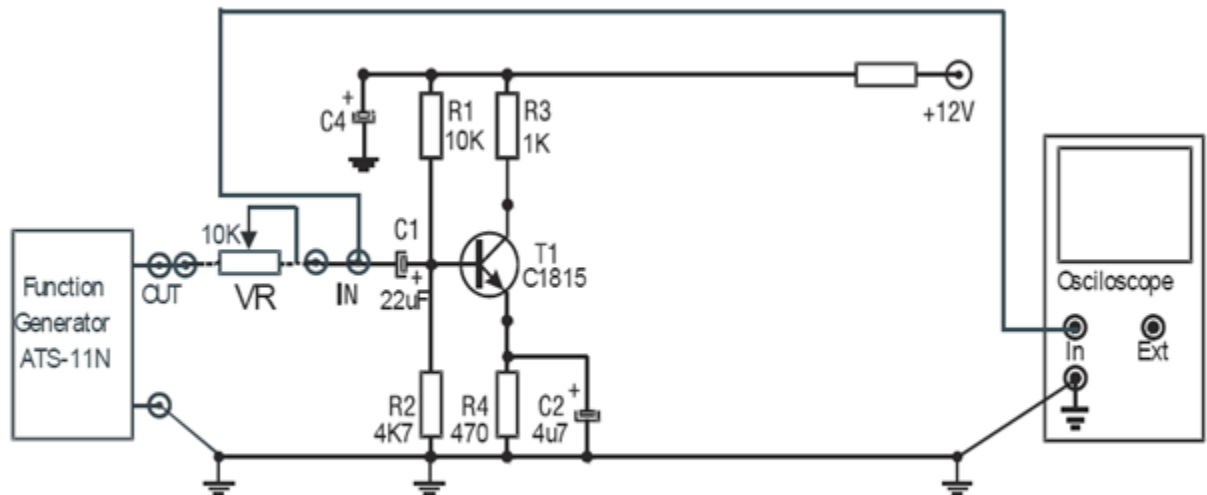 +12V
C4
+
R1
10K
R3
1K
Function
Generator
ATS-11N
OUT
10K
VR
IN
C1
+
22uF
T1
C1815
R2
4K7
R4
470
C2
4u7
+
Osciloscope
In
Ext